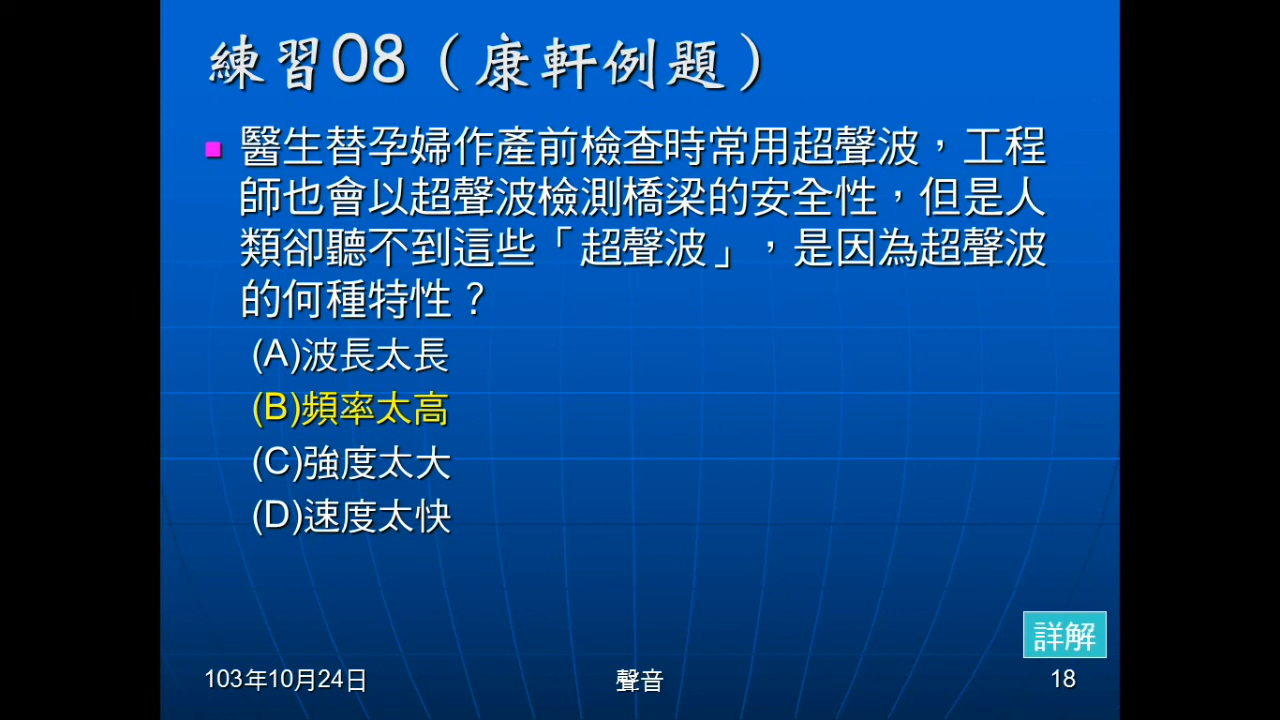 練習08（康軒例題）
醫生替孕婦作產前檢查時常用超聲波，工程
師也會以超聲波檢測橋梁的安全性，但是人
類卻聽不到這些「超聲波」，是因為超聲波
的何種特性？
(A)波長太長
(B)頻率太高
(C)強度太大
(D)速度太快
詳解
103年10月24日
聲音
18